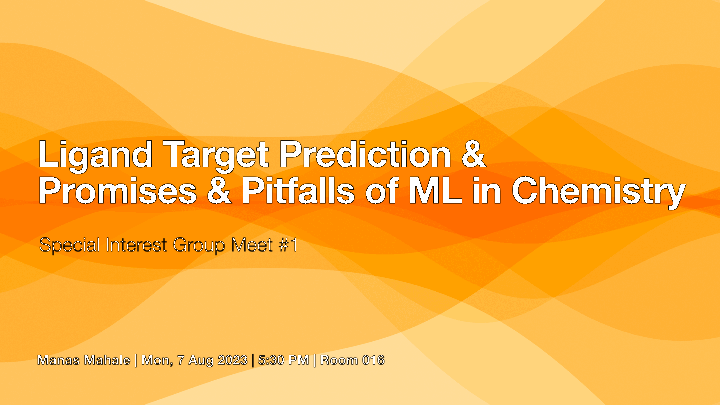 Ligand Target Prediction &
Promises & Pitfalls of ML in Chemistry
Special Interest Group Meet #1
Manas Mahale | Mon, 7 Aug 2023 | 5:30 PM | Room 016